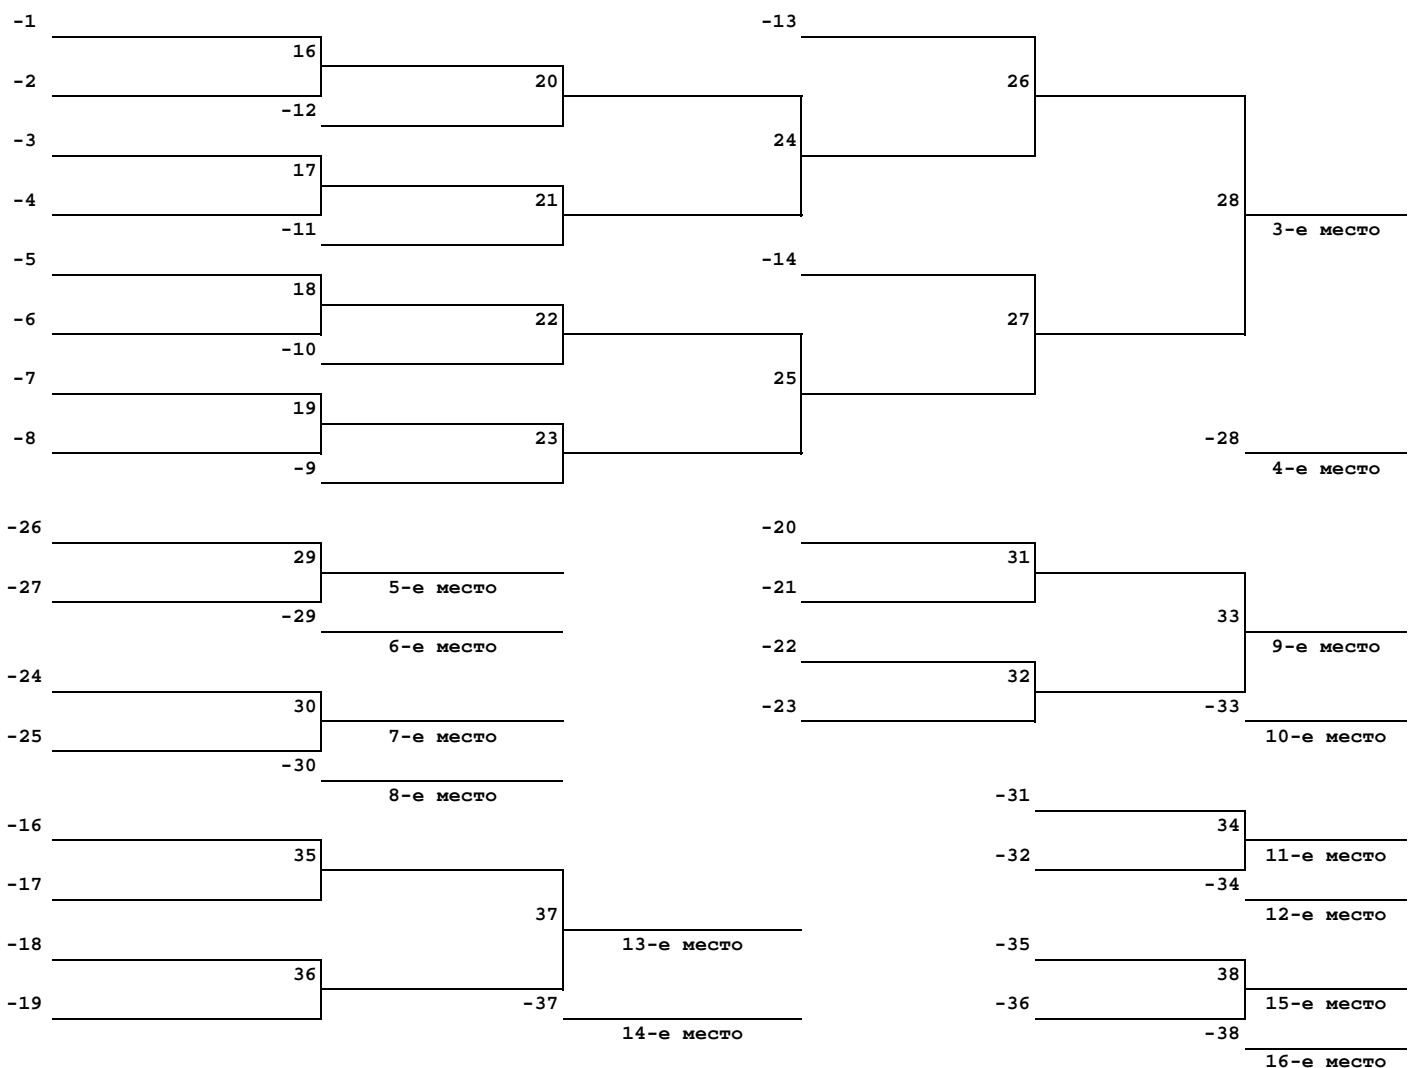 -1 -13
16
-2 20 26
-12
-3 24
17
-4 21 28
-11 3-е место
-5 -14
18
-6 22 27
-10
-7 25
19
-8 23 -28
-9 4-е место
-26 -20
29 31
-27 5-е место -21
-29 33
6-е место -22 9-е место
-24 32
30 -23 -33
-25 7-е место 10-е место
-30
8-е место -31
-16 34
35 -32 11-е место
-17 -34
37 12-е место
-18 13-е место -35
36 38
-19 -37 -36 15-е место
14-е место -38
16-е место